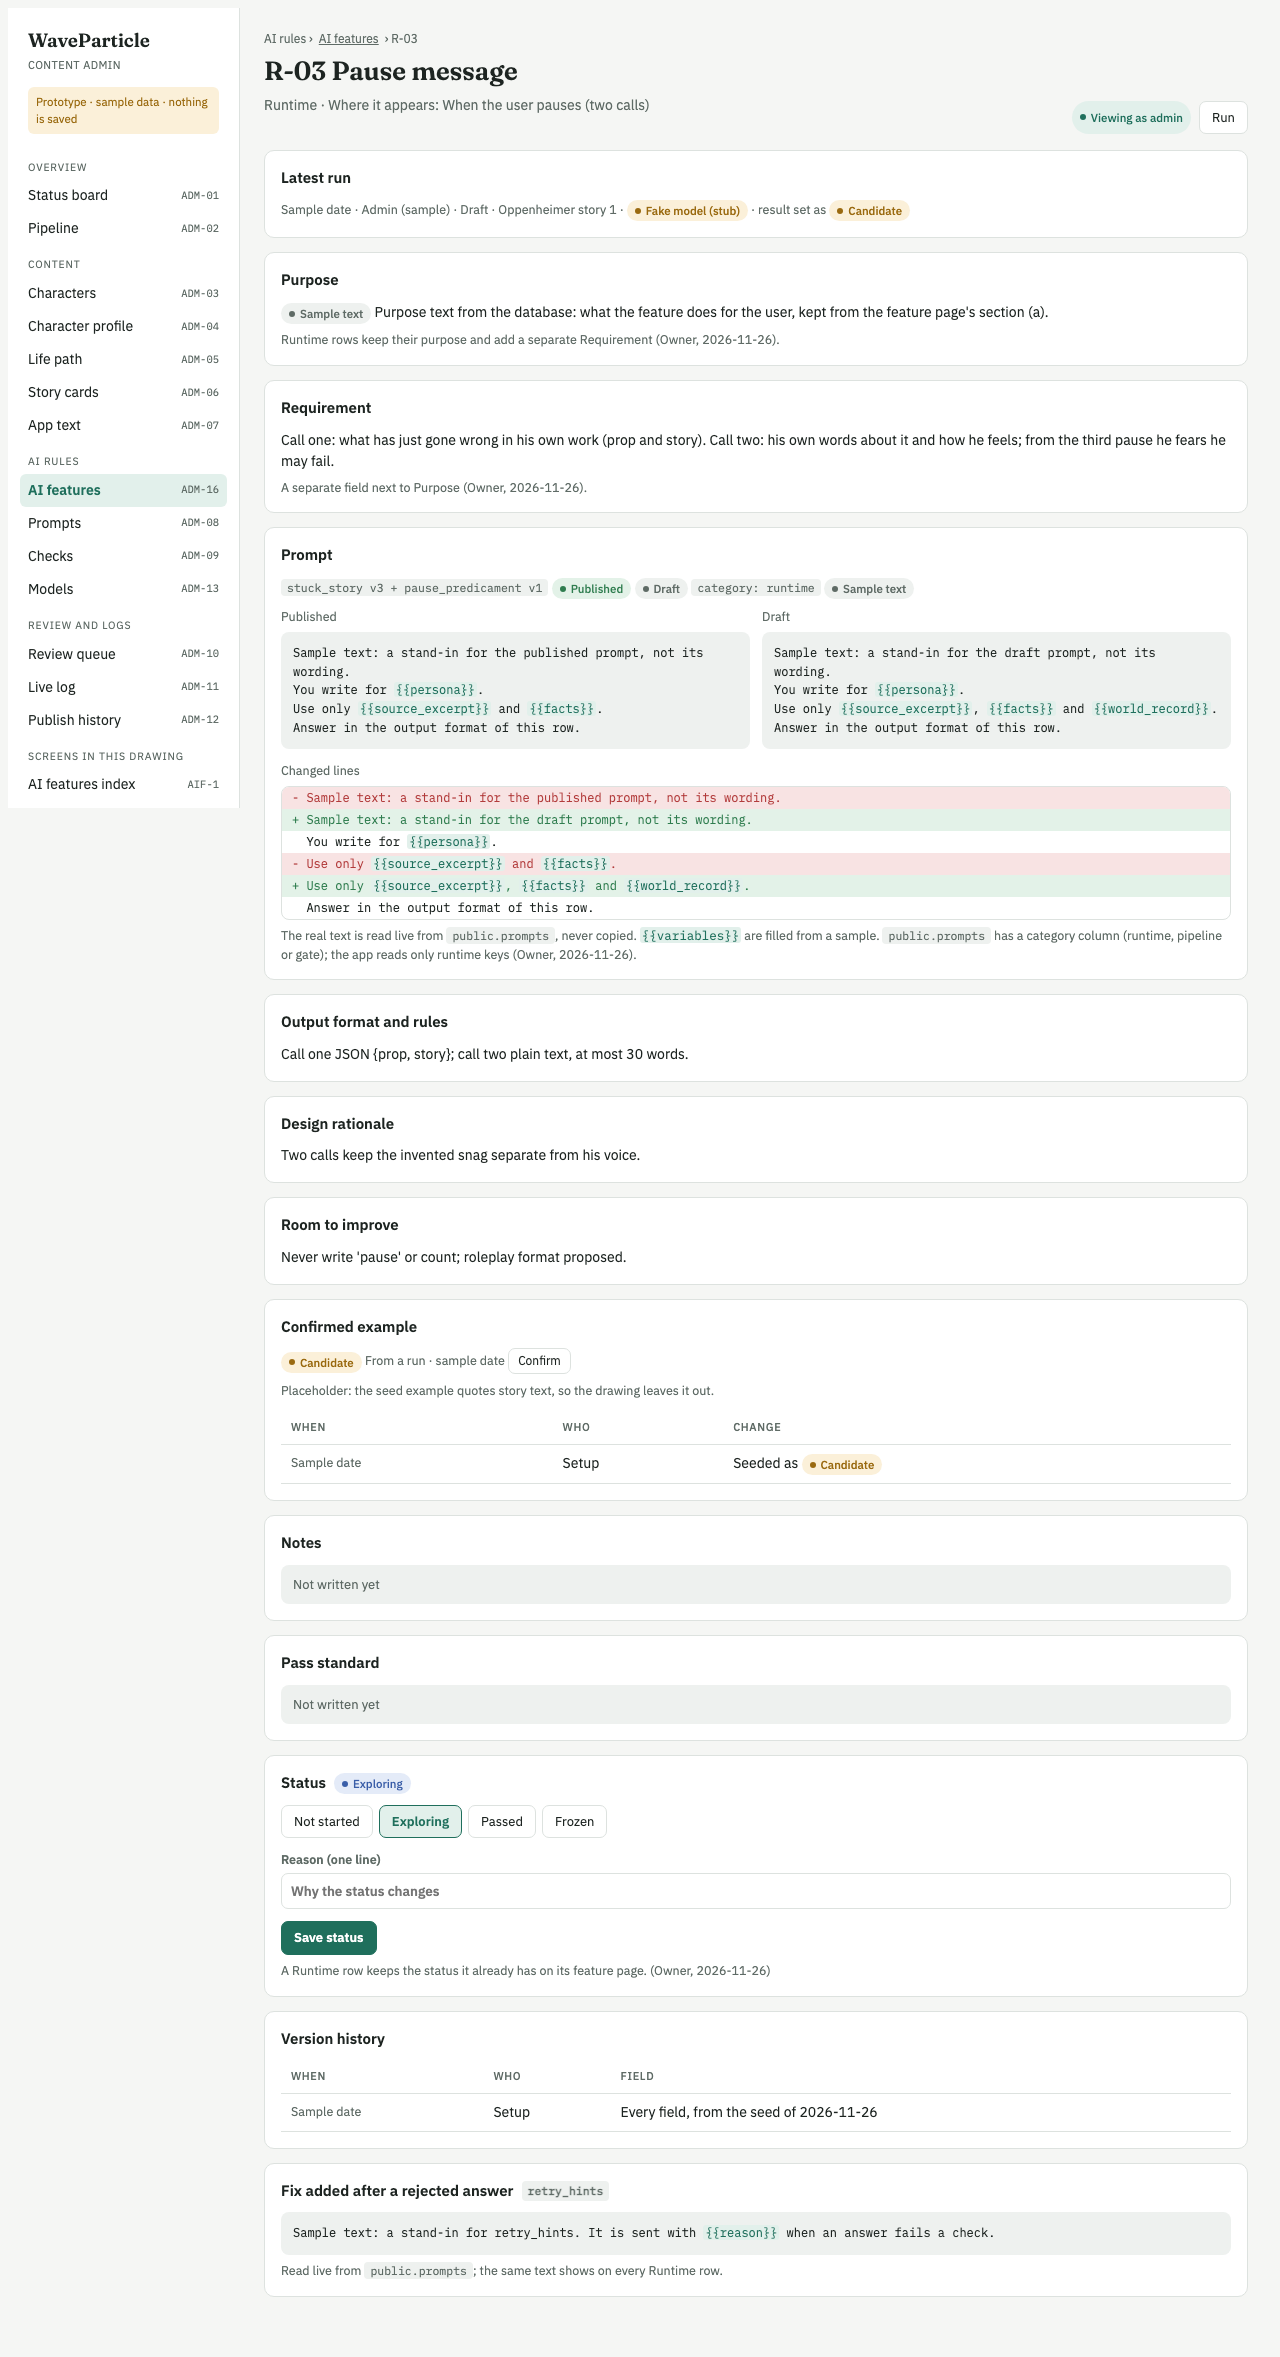 WaveParticle
CONTENT ADMIN
Prototype · sample data · nothing
is saved
OVERVIEW
Status board ADM-01
Pipeline ADM-02
CONTENT
Characters ADM-03
Character profile ADM-04
Life path ADM-05
Story cards ADM-06
App text ADM-07
AI RULES
AI features ADM-16
Prompts ADM-08
Checks ADM-09
Models ADM-13
REVIEW AND LOGS
Review queue ADM-10
Live log ADM-11
Publish history ADM-12
SCREENS IN THIS DRAWING
AI features index AIF-1
AI rules › AI features › R-03
R-03 Pause message
Runtime · Where it appears: When the user pauses (two calls)
Viewing as admin Run
Latest run
Sample date · Admin (sample) · Draft · Oppenheimer story 1 · Fake model (stub) · result set as Candidate
Purpose
Sample text Purpose text from the database: what the feature does for the user, kept from the feature page's section (a).
Runtime rows keep their purpose and add a separate Requirement (Owner, 2026-11-26).
Requirement
Call one: what has just gone wrong in his own work (prop and story). Call two: his own words about it and how he feels; from the third pause he fears he
may fail.
A separate field next to Purpose (Owner, 2026-11-26).
Prompt
stuck_story v3 + pause_predicament v1 Published Draft category: runtime Sample text
Published
Sample text: a stand-in for the published prompt, not its
wording.
You write for {{persona}}.
Use only {{source_excerpt}} and {{facts}}.
Answer in the output format of this row.
Draft
Sample text: a stand-in for the draft prompt, not its
wording.
You write for {{persona}}.
Use only {{source_excerpt}}, {{facts}} and {{world_record}}.
Answer in the output format of this row.
Changed lines
- Sample text: a stand-in for the published prompt, not its wording.
+ Sample text: a stand-in for the draft prompt, not its wording.
You write for {{persona}}.
- Use only {{source_excerpt}} and {{facts}}.
+ Use only {{source_excerpt}}, {{facts}} and {{world_record}}.
Answer in the output format of this row.
The real text is read live from public.prompts, never copied. {{variables}} are filled from a sample. public.prompts has a category column (runtime, pipeline
or gate); the app reads only runtime keys (Owner, 2026-11-26).
Output format and rules
Call one JSON {prop, story}; call two plain text, at most 30 words.
Design rationale
Two calls keep the invented snag separate from his voice.
Room to improve
Never write 'pause' or count; roleplay format proposed.
Confirmed example
Candidate From a run · sample date Confirm
Placeholder: the seed example quotes story text, so the drawing leaves it out.
WHEN WHO CHANGE
Sample date Setup Seeded as Candidate
Notes
Not written yet
Pass standard
Not written yet
Status Exploring
Not started Exploring Passed Frozen
Reason (one line)
Why the status changes
Save status
A Runtime row keeps the status it already has on its feature page. (Owner, 2026-11-26)
Version history
WHEN WHO FIELD
Sample date Setup Every field, from the seed of 2026-11-26
Fix added after a rejected answer retry_hints
Sample text: a stand-in for retry_hints. It is sent with {{reason}} when an answer fails a check.
Read live from public.prompts; the same text shows on every Runtime row.